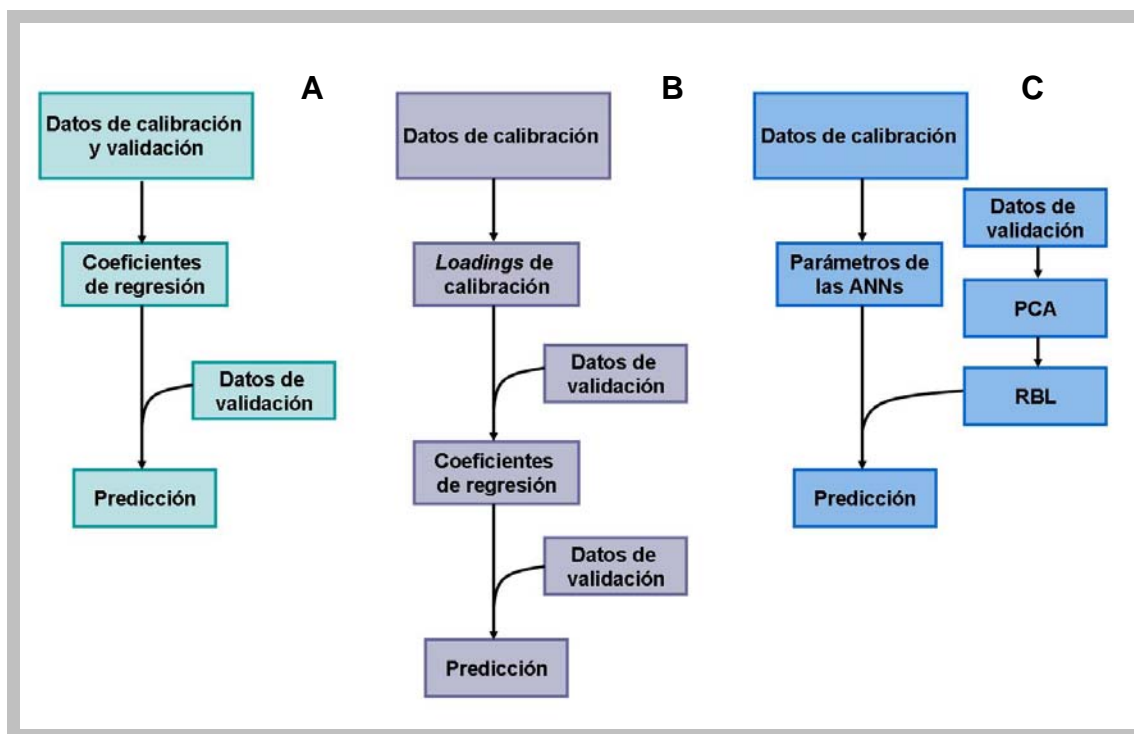 A
Datos de calibración
y validación
Coeficientes
de regresión
Datos de
validación
Predicción
B
Datos de calibración
Loadings de
calibración
Datos de
validación
Coeficientes
de regresión
Datos de
validación
Predicción
C
Datos de calibración
Datos de
validación
Parámetros de
las ANNs
PCA
RBL
Predicción